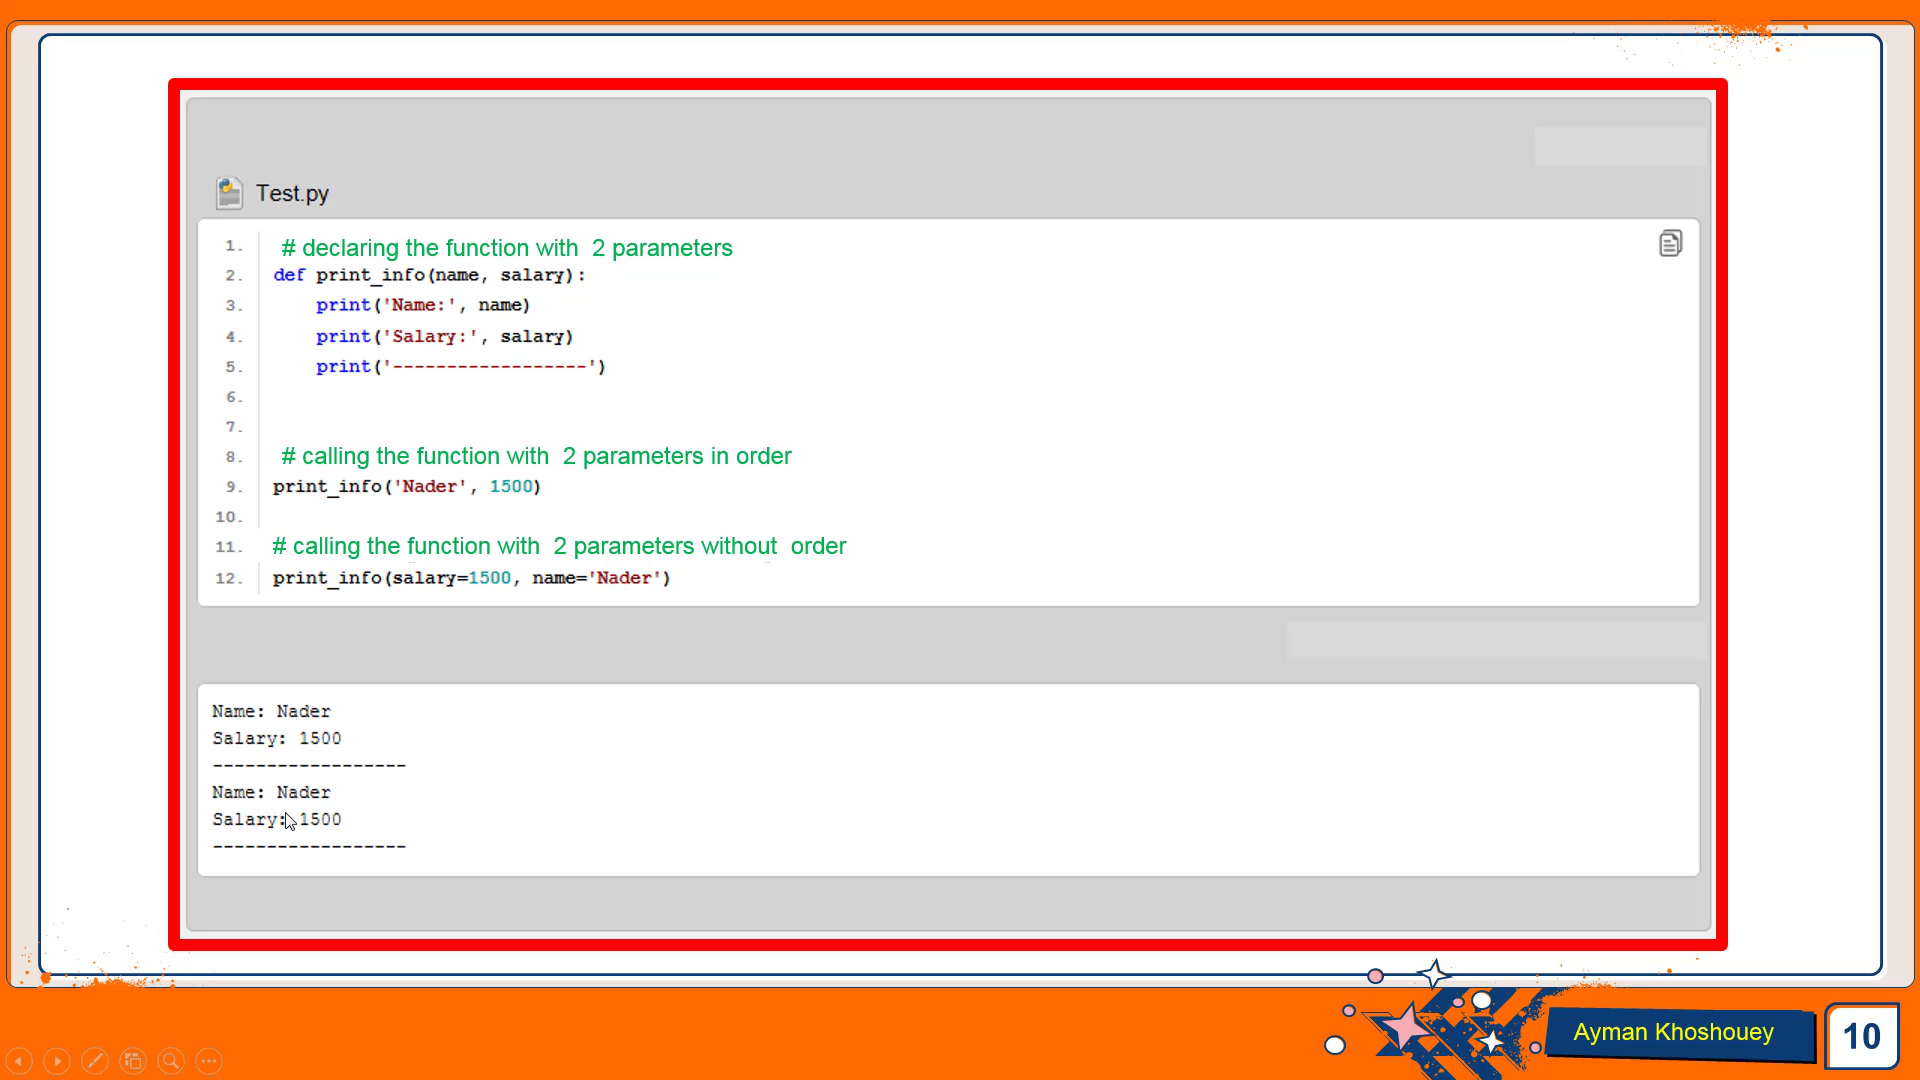 Test.py
1. # declaring the function with 2 parameters
2. def print_info(name, salary):
3. print('Name:', name)
4. print('Salary:', salary)
5. print('------------------')
6.
7.
8. # calling the function with 2 parameters in order
9. print_info('Nader', 1500)
10.
11. # calling the function with 2 parameters without order
12. print_info(salary=1500, name='Nader')
Name: Nader
Salary: 1500
------------------
Name: Nader
Salary: 1500
------------------
Ayman Khoshouey
10